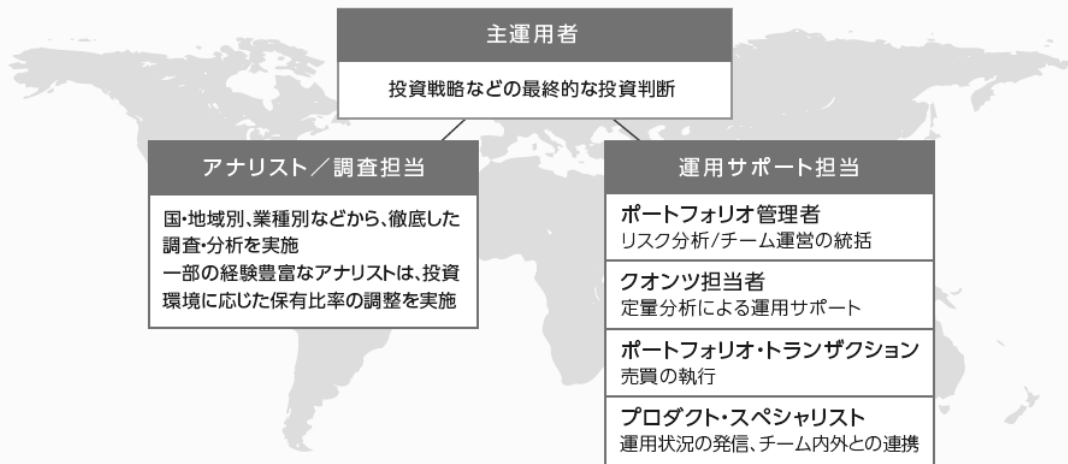 主運用者
投資戦略などの最終的な投資判断
アナリスト／調査担当
国・地域別、業種別などから、徹底した
調査・分析を実施
一部の経験豊富なアナリストは、投資
環境に応じた保有比率の調整を実施
運用サポート担当
ポートフォリオ管理者
リスク分析/チーム運営の統括
クオンツ担当者
定量分析による運用サポート
ポートフォリオ・トランザクション
売買の執行
プロダクト・スペシャリスト
運用状況の発信、チーム内外との連携